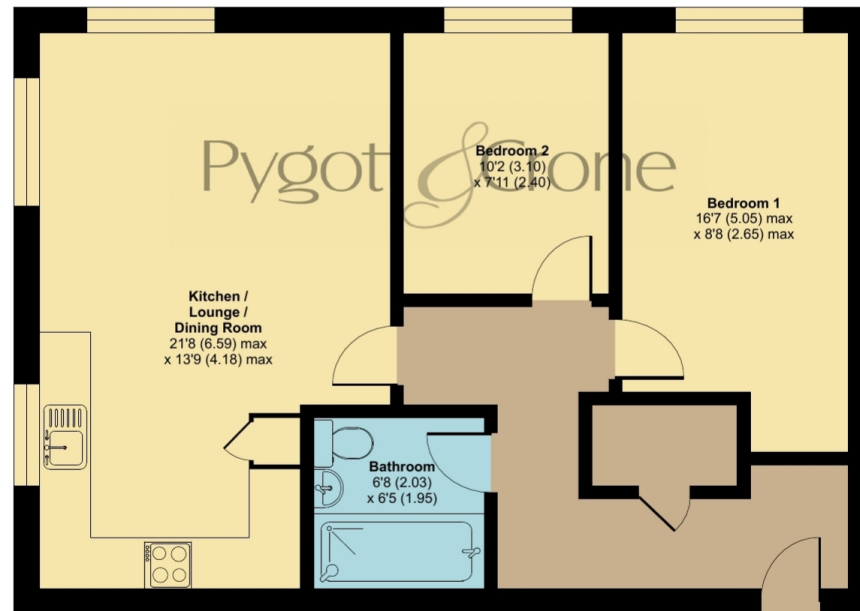 Pygot & Crone
Bedroom 2
10'2 (3.10)
x 7'11 (2.40)
Bedroom 1
16'7 (5.05) max
x 8'8 (2.65) max
Kitchen /
Lounge /
Dining Room
21'8 (6.59) max
x 13'9 (4.18) max
Bathroom
6'8 (2.03)
x 6'5 (1.95)